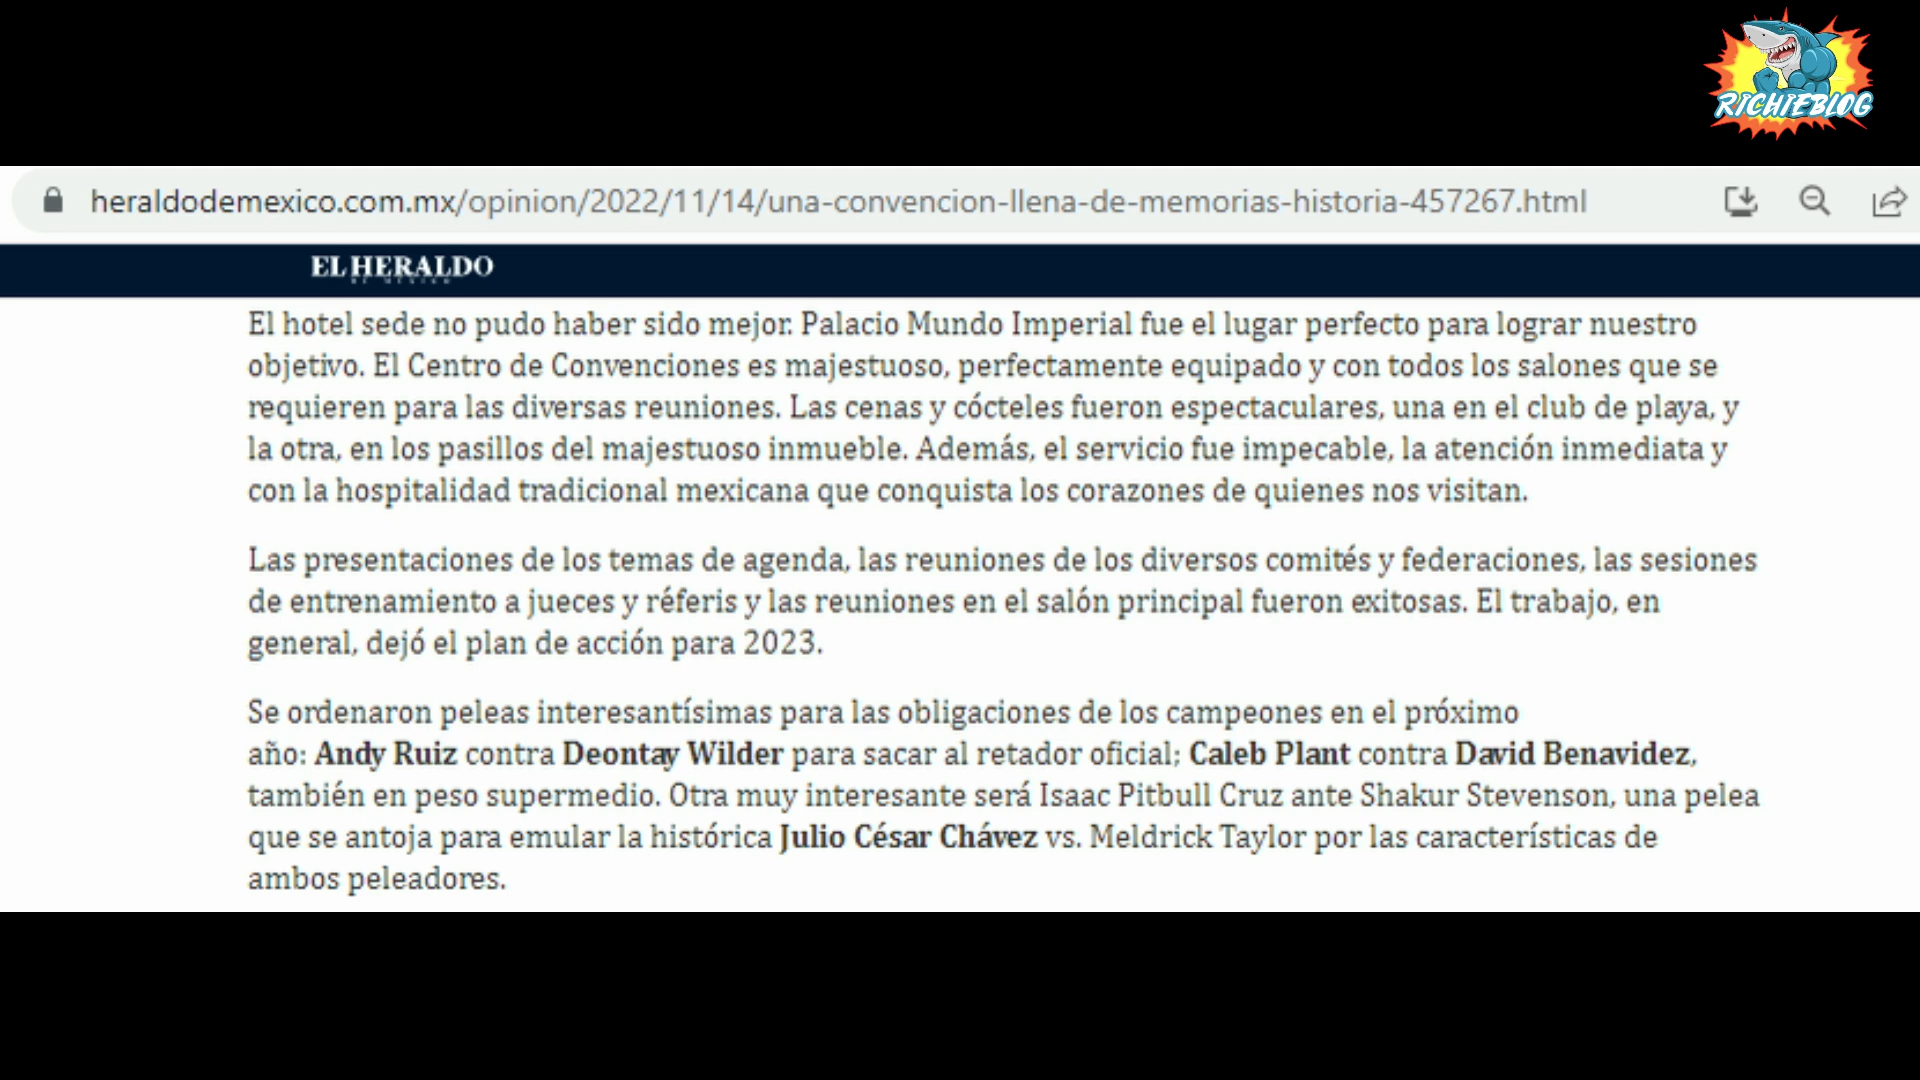 RICHIEBLOG
heraldodemexico.com.mx/opinion/2022/11/14/una-convencion-llena-de-memorias-historia-457267.html
EL HERALDO
DE MÉXICO
El hotel sede no pudo haber sido mejor. Palacio Mundo Imperial fue el lugar perfecto para lograr nuestro
objetivo. El Centro de Convenciones es majestuoso, perfectamente equipado y con todos los salones que se
requieren para las diversas reuniones. Las cenas y cócteles fueron espectaculares, una en el club de playa, y
la otra, en los pasillos del majestuoso inmueble. Además, el servicio fue impecable, la atención inmediata y
con la hospitalidad tradicional mexicana que conquista los corazones de quienes nos visitan.
Las presentaciones de los temas de agenda, las reuniones de los diversos comités y federaciones, las sesiones
de entrenamiento a jueces y réferis y las reuniones en el salón principal fueron exitosas. El trabajo, en
general, dejó el plan de acción para 2023.
Se ordenaron peleas interesantísimas para las obligaciones de los campeones en el próximo
año: Andy Ruiz contra Deontay Wilder para sacar al retador oficial; Caleb Plant contra David Benavidez,
también en peso supermedio. Otra muy interesante será Isaac Pitbull Cruz ante Shakur Stevenson, una pelea
que se antoja para emular la histórica Julio César Chávez vs. Meldrick Taylor por las características de
ambos peleadores.